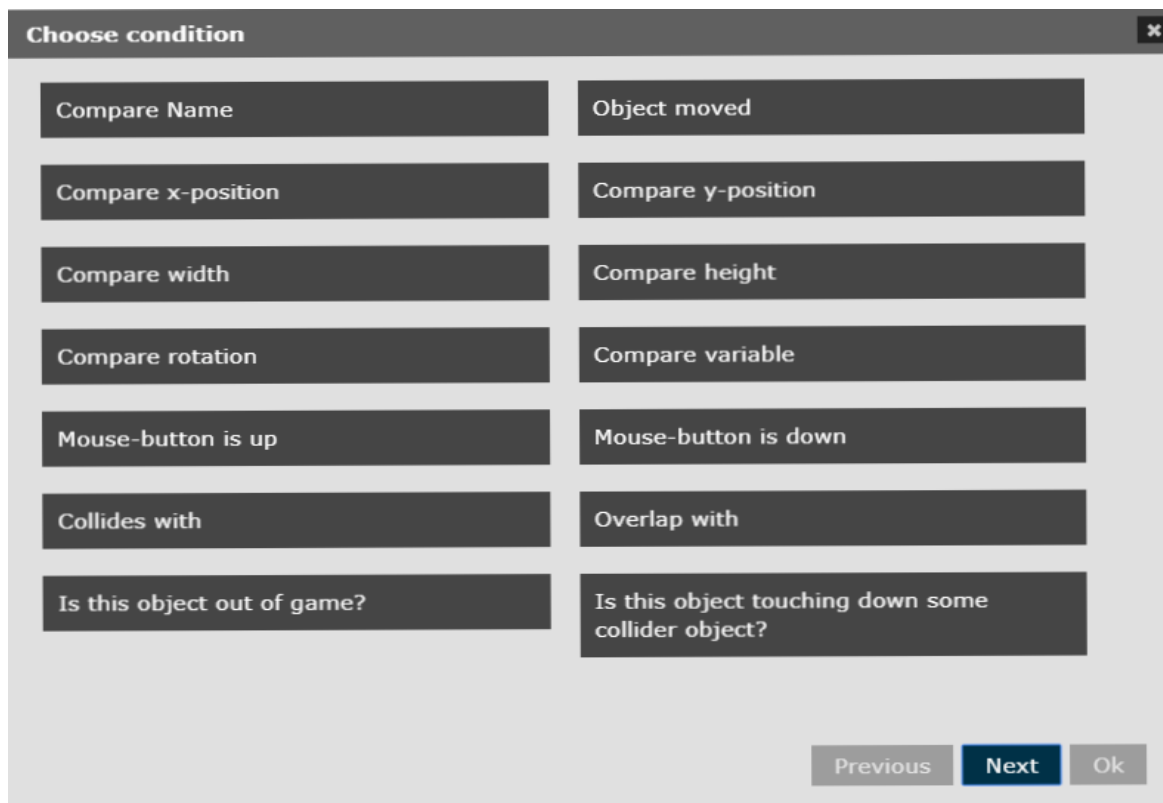 Choose condition
Compare Name
Object moved
Compare x-position
Compare y-position
Compare width
Compare height
Compare rotation
Compare variable
Mouse-button is up
Mouse-button is down
Collides with
Overlap with
Is this object out of game?
Is this object touching down some
collider object?
Previous
Next
Ok